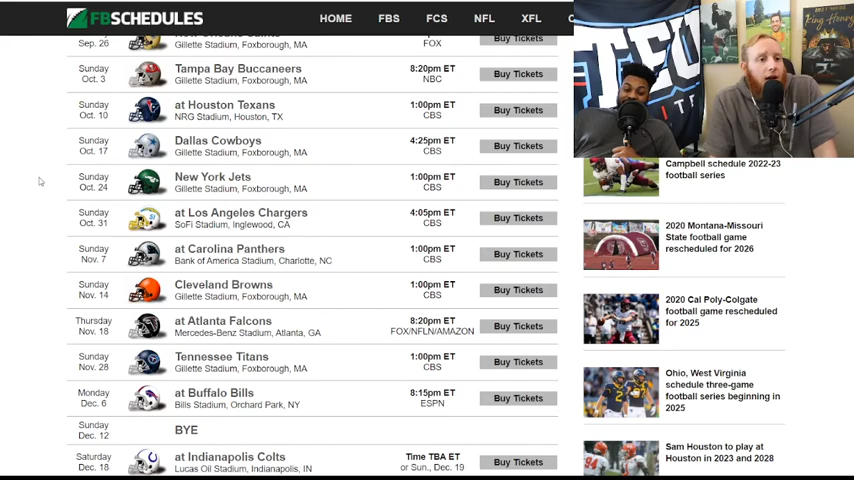 FBSCHEDULES
HOME FBS FCS NFL XFL
Sep. 26
Gillette Stadium, Foxborough, MA
FOX
Buy Tickets
Sunday
Oct. 3
Tampa Bay Buccaneers
Gillette Stadium, Foxborough, MA
8:20pm ET
NBC
Buy Tickets
Sunday
Oct. 10
at Houston Texans
NRG Stadium, Houston, TX
1:00pm ET
CBS
Buy Tickets
Sunday
Oct. 17
Dallas Cowboys
Gillette Stadium, Foxborough, MA
4:25pm ET
CBS
Buy Tickets
Sunday
Oct. 24
New York Jets
Gillette Stadium, Foxborough, MA
1:00pm ET
CBS
Buy Tickets
Sunday
Oct. 31
at Los Angeles Chargers
SoFi Stadium, Inglewood, CA
4:05pm ET
CBS
Buy Tickets
Sunday
Nov. 7
at Carolina Panthers
Bank of America Stadium, Charlotte, NC
1:00pm ET
CBS
Buy Tickets
Sunday
Nov. 14
Cleveland Browns
Gillette Stadium, Foxborough, MA
1:00pm ET
CBS
Buy Tickets
Thursday
Nov. 18
at Atlanta Falcons
Mercedes-Benz Stadium, Atlanta, GA
8:20pm ET
FOX/NFLN/AMAZON
Buy Tickets
Sunday
Nov. 28
Tennessee Titans
Gillette Stadium, Foxborough, MA
1:00pm ET
CBS
Buy Tickets
Monday
Dec. 6
at Buffalo Bills
Bills Stadium, Orchard Park, NY
8:15pm ET
ESPN
Buy Tickets
Sunday
Dec. 12
BYE
Saturday
Dec. 18
at Indianapolis Colts
Lucas Oil Stadium, Indianapolis, IN
Time TBA ET
or Sun., Dec. 19
Buy Tickets
Campbell schedule 2022-23
football series
2020 Montana-Missouri
State football game
rescheduled for 2026
2020 Cal Poly-Colgate
football game
rescheduled for
2025
Ohio, West Virginia
schedule three-game
football series beginning in
2025
Sam Houston to play at
Houston in 2023 and 2028